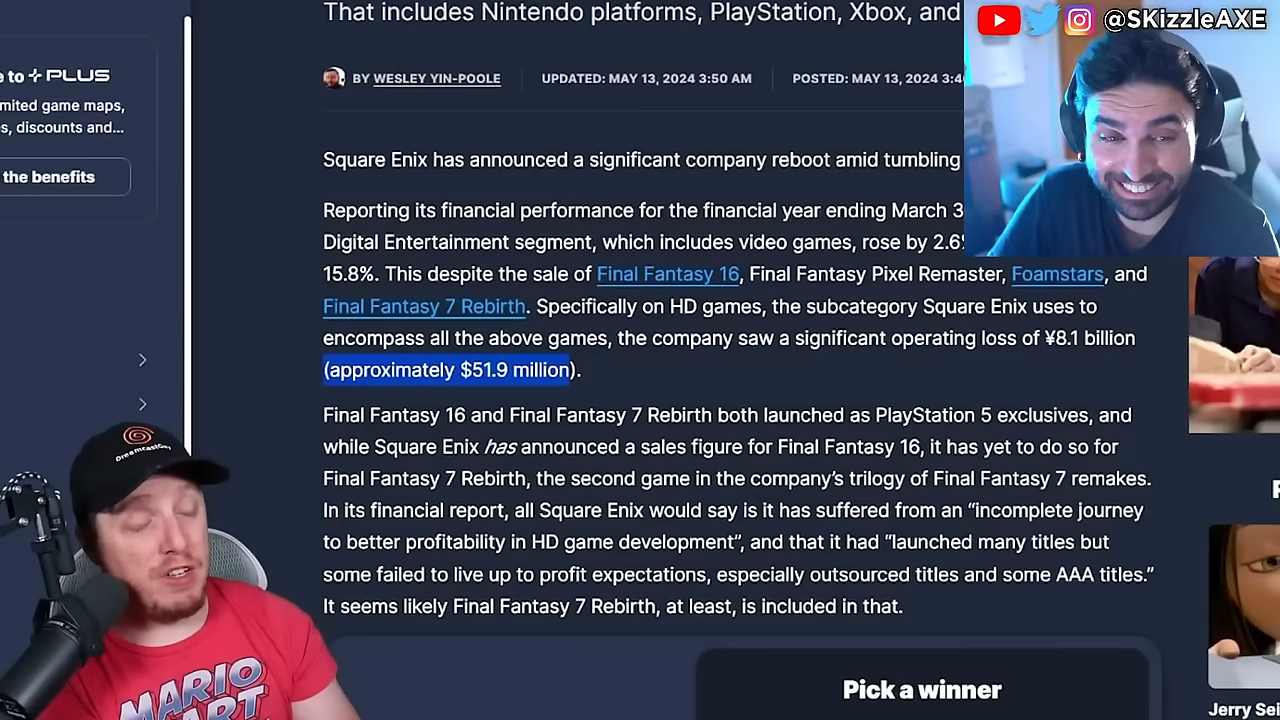 That includes Nintendo platforms, PlayStation, Xbox, and
@SKizzleAXE
e to PLUS
mited game maps,
s, discounts and...
the benefits
BY WESLEY YIN-POOLE
UPDATED: MAY 13, 2024 3:50 AM
POSTED: MAY 13, 2024 3:4
Square Enix has announced a significant company reboot amid tumbling
Reporting its financial performance for the financial year ending March 3
Digital Entertainment segment, which includes video games, rose by 2.6%
15.8%. This despite the sale of Final Fantasy 16, Final Fantasy Pixel Remaster, Foamstars, and
Final Fantasy 7 Rebirth. Specifically on HD games, the subcategory Square Enix uses to
encompass all the above games, the company saw a significant operating loss of ¥8.1 billion
(approximately $51.9 million).
Final Fantasy 16 and Final Fantasy 7 Rebirth both launched as PlayStation 5 exclusives, and
while Square Enix has announced a sales figure for Final Fantasy 16, it has yet to do so for
Final Fantasy 7 Rebirth, the second game in the company's trilogy of Final Fantasy 7 remakes.
In its financial report, all Square Enix would say is it has suffered from an “incomplete journey
to better profitability in HD game development”, and that it had “launched many titles but
some failed to live up to profit expectations, especially outsourced titles and some AAA titles.”
It seems likely Final Fantasy 7 Rebirth, at least, is included in that.
Pick a winner
Jerry Sei
DreamcastGuy
MARIO
ART